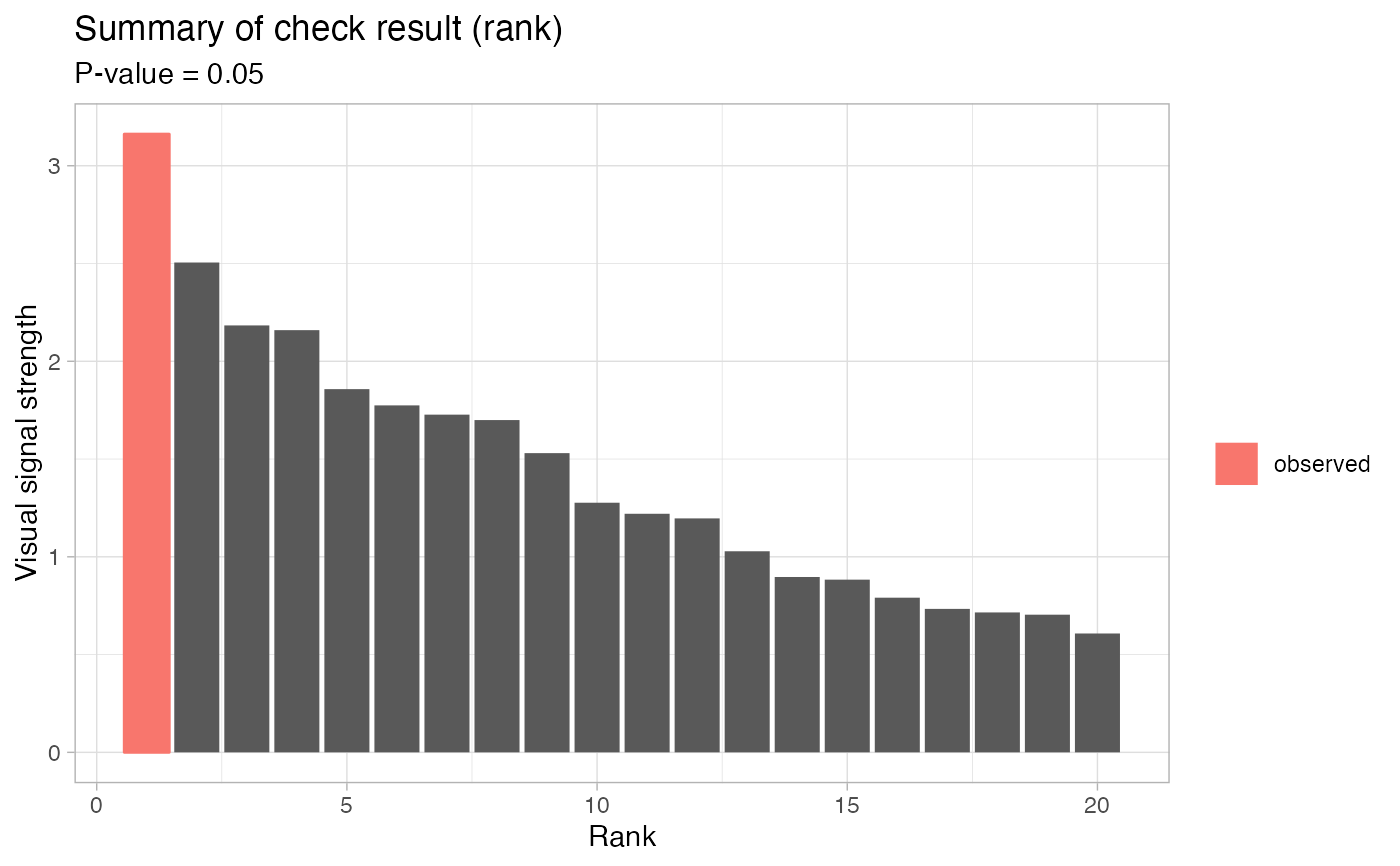 Summary of check result (rank)
P-value = 0.05
Visual signal strength
3
2
1
0
0 5 10 15 20
Rank
observed